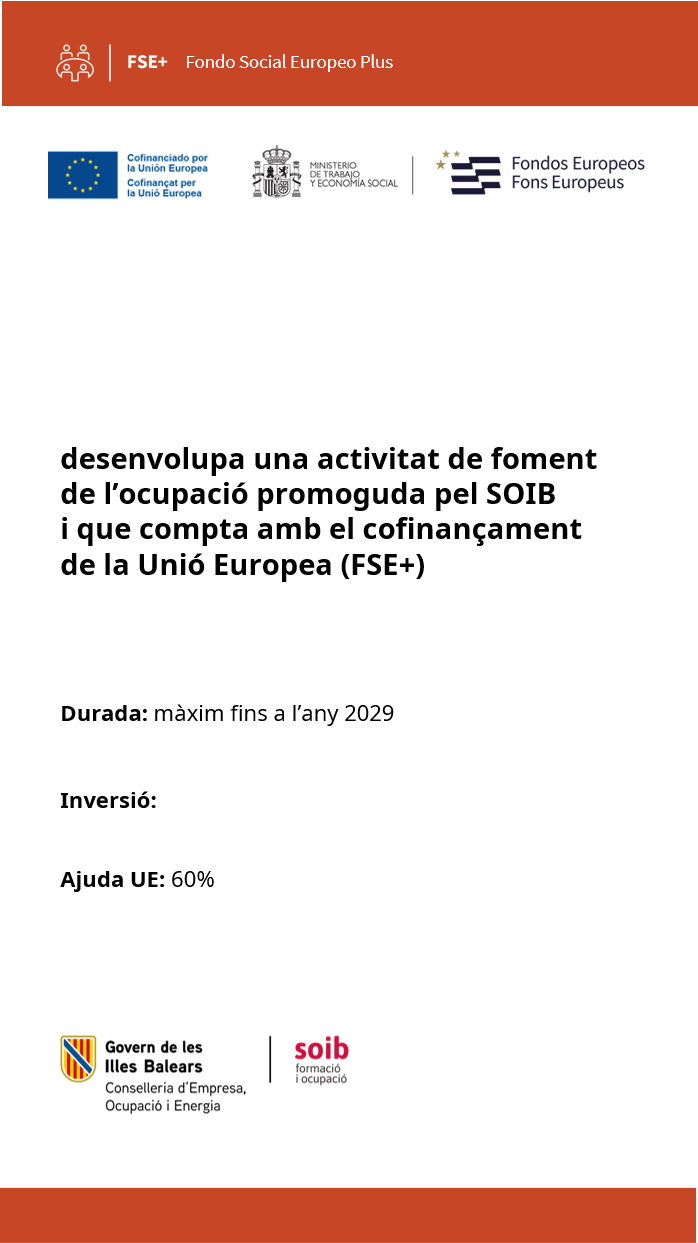 FSE+ Fondo Social Europeo Plus
Cofinanciado por
la Unión Europea
Cofinançat per
la Unió Europea
MINISTERIO
DE TRABAJO
Y ECONOMÍA SOCIAL
Fondos Europeos
Fons Europeus
desenvolupa una activitat de foment
de l’ocupació promoguda pel SOIB
i que compta amb el cofinançament
de la Unió Europea (FSE+)
Durada: màxim fins a l’any 2029
Inversió:
Ajuda UE: 60%
Govern de les
Illes Balears
Conselleria d’Empresa,
Ocupació i Energia
soib
formació
i ocupació